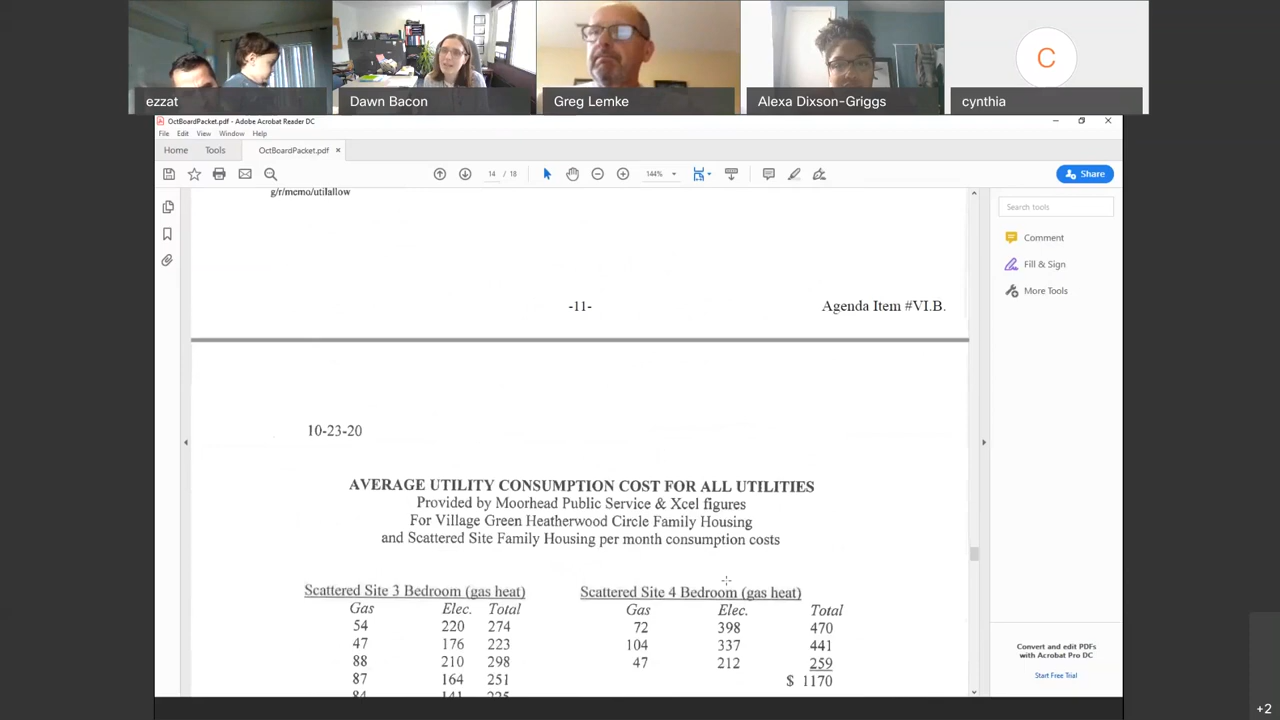 ezzat
Dawn Bacon
Greg Lemke
Alexa Dixson-Griggs
C
cynthia
OctBoardPacket.pdf - Adobe Acrobat Reader DC
File Edit View Window Help
Home Tools OctBoardPacket.pdf ×
14 / 18 144% Share
g/r/memo/utilallow
Search tools
Comment
Fill & Sign
More Tools
-11- Agenda Item #VI.B.
10-23-20
AVERAGE UTILITY CONSUMPTION COST FOR ALL UTILITIES
Provided by Moorhead Public Service & Xcel figures
For Village Green Heatherwood Circle Family Housing
and Scattered Site Family Housing per month consumption costs
Scattered Site 3 Bedroom (gas heat) Scattered Site 4 Bedroom (gas heat)
Gas Elec. Total Gas Elec. Total
54 220 274 72 398 470
47 176 223 104 337 441
88 210 298 47 212 259
87 164 251 $ 1170
84 141 225
Convert and edit PDFs
with Acrobat Pro DC
Start Free Trial
+2